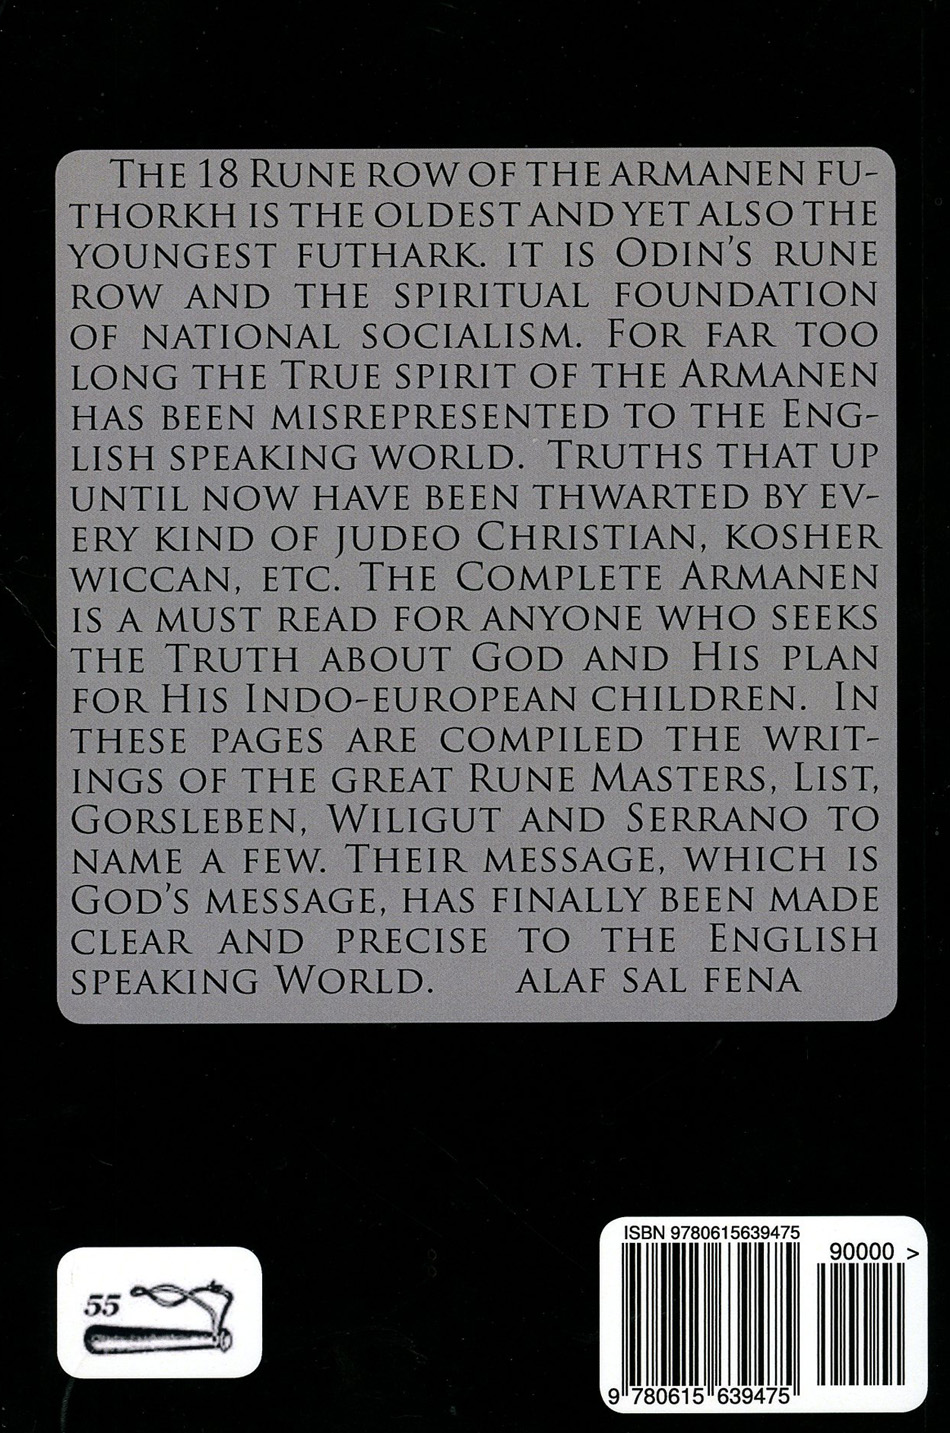 THE 18 RUNE ROW OF THE ARMANEN FU-
THORKH IS THE OLDEST AND YET ALSO THE
YOUNGEST FUTHARK. IT IS ODIN'S RUNE
ROW AND THE SPIRITUAL FOUNDATION
OF NATIONAL SOCIALISM. FOR FAR TOO
LONG THE TRUE SPIRIT OF THE ARMANEN
HAS BEEN MISREPRESENTED TO THE ENG-
LISH SPEAKING WORLD. TRUTHS THAT UP
UNTIL NOW HAVE BEEN THWARTED BY EV-
ERY KIND OF JUDEO CHRISTIAN, KOSHER
WICCAN, ETC. THE COMPLETE ARMANEN
IS A MUST READ FOR ANYONE WHO SEEKS
THE TRUTH ABOUT GOD AND HIS PLAN
FOR HIS INDO-EUROPEAN CHILDREN. IN
THESE PAGES ARE COMPILED THE WRIT-
INGS OF THE GREAT RUNE MASTERS, LIST,
GORSLEBEN, WILIGUT AND SERRANO TO
NAME A FEW. THEIR MESSAGE, WHICH IS
GOD'S MESSAGE, HAS FINALLY BEEN MADE
CLEAR AND PRECISE TO THE ENGLISH
SPEAKING WORLD. ALAF SAL FENA
55
ISBN 9780615639475
90000 >
9 780615 639475